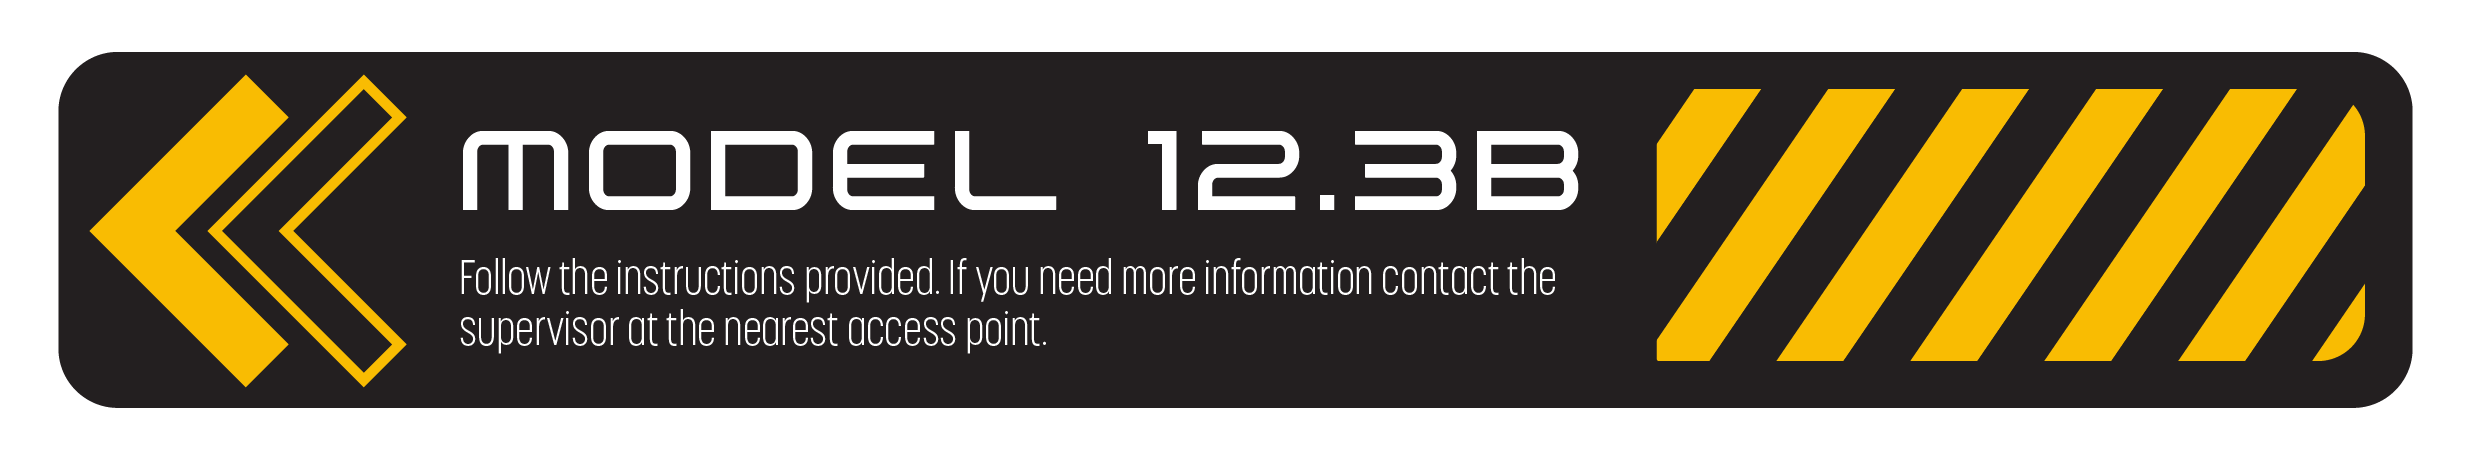 MODEL 12.3B
Follow the instructions provided. If you need more information contact the
supervisor at the nearest access point.